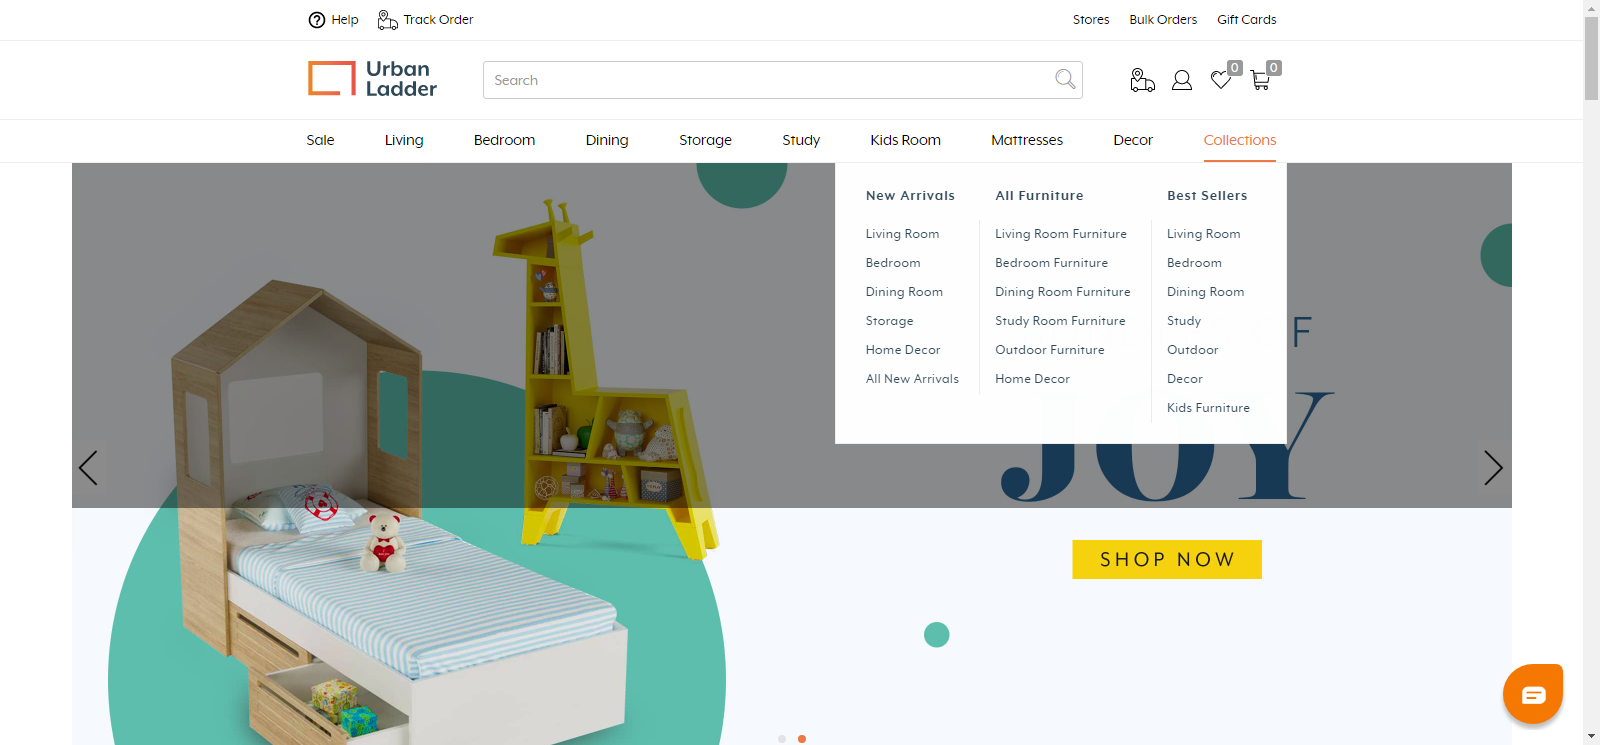 Help Track Order Stores Bulk Orders Gift Cards
Urban
Ladder
Search
0 0
Sale Living Bedroom Dining Storage Study Kids Room Mattresses Decor Collections
New Arrivals
Living Room
Bedroom
Dining Room
Storage
Home Decor
All New Arrivals
All Furniture
Living Room Furniture
Bedroom Furniture
Dining Room Furniture
Study Room Furniture
Outdoor Furniture
Home Decor
Best Sellers
Living Room
Bedroom
Dining Room
Study
Outdoor
Decor
Kids Furniture
F
JOY
SHOP NOW